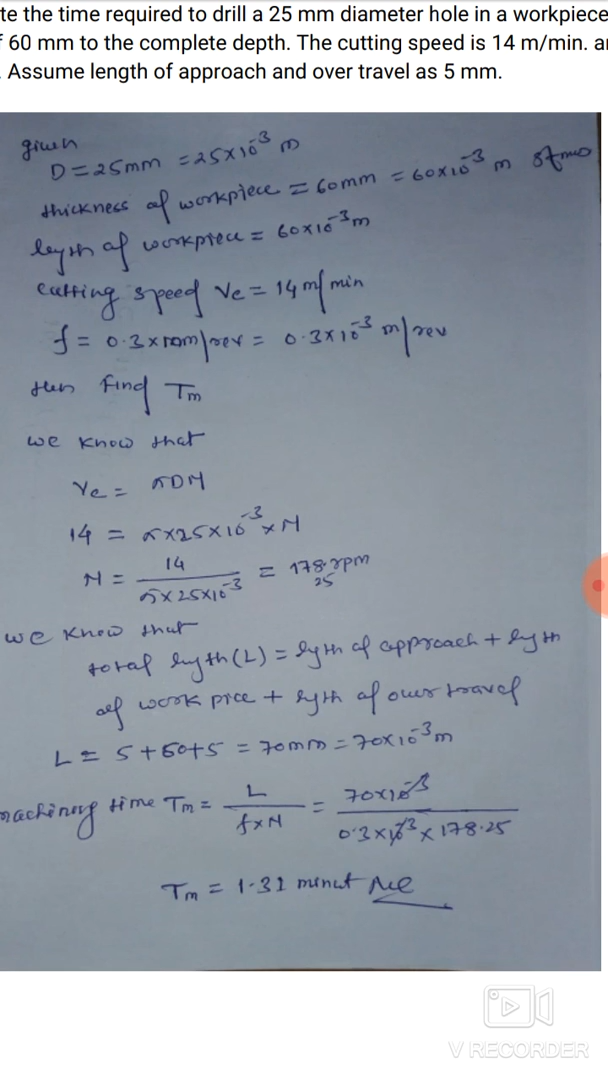 te the time required to drill a 25 mm diameter hole in a workpiece
f 60 mm to the complete depth. The cutting speed is 14 m/min. a
Assume length of approach and over travel as 5 mm.
given
D = 25mm = 25×10⁻³ m
thickness of workpiece = 60mm = 60×10⁻³ m
length of workpiece = 60×10⁻³m
cutting speed Vc = 14 m/min
f = 0.3 mm/rev = 0.3×10⁻³ m/rev
then find Tm
we know that
Vc = πDN
14 = π×25×10⁻³×N
N = 14 / π×25×10⁻³ = 178.25 rpm
we know that
total length (L) = length of approach + length
of work piece + length of over travel
L = 5+60+5 = 70mm = 70×10⁻³m
machining time Tm = L / f×N = 70×10⁻³ / 0.3×10⁻³×178.25
Tm = 1.31 minut
V RECORDER